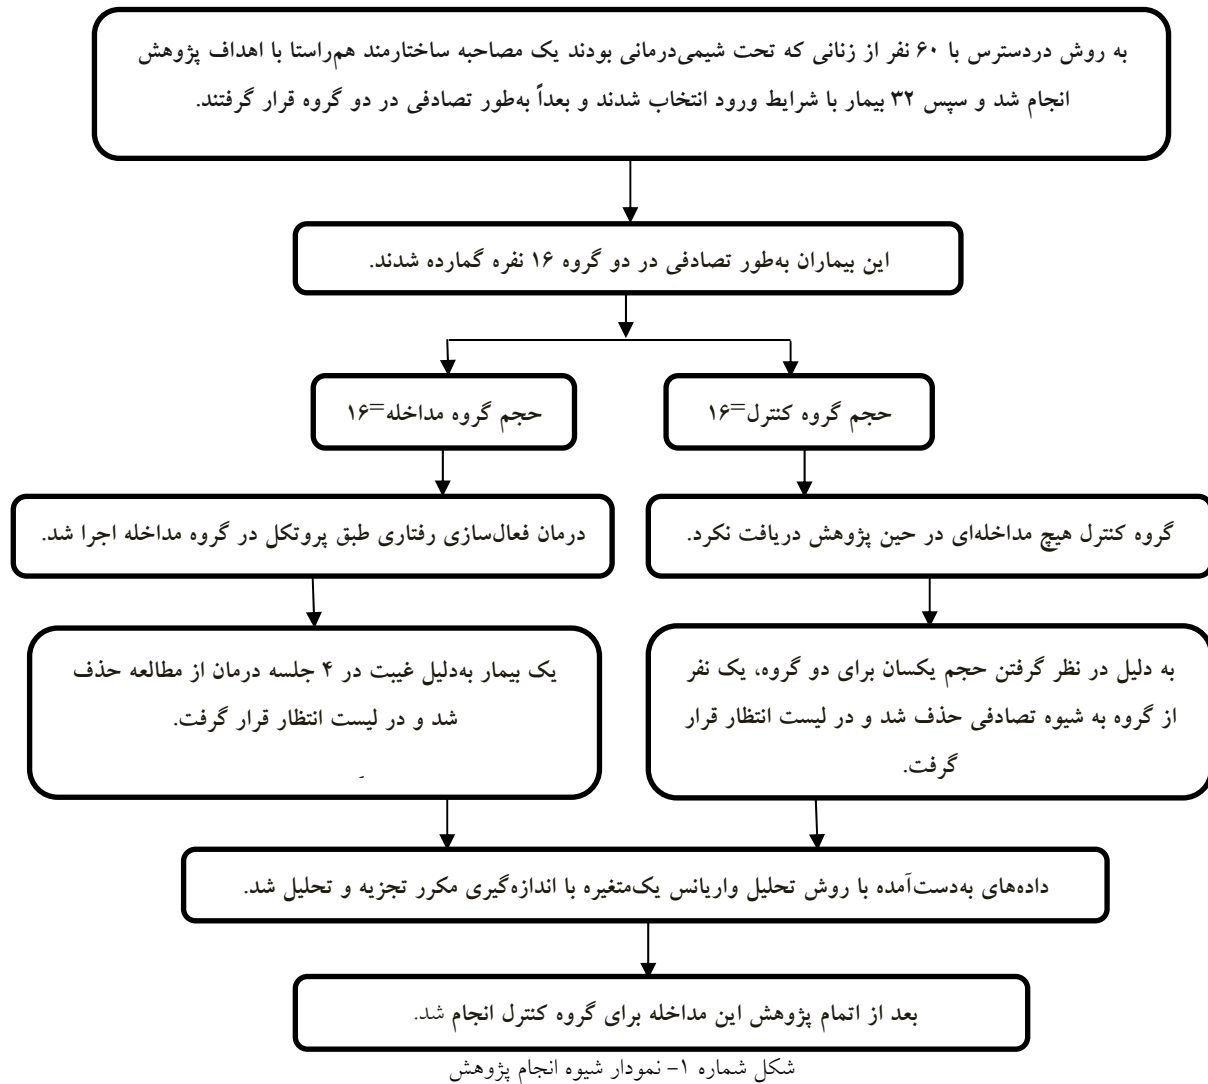 به روش دردسترس با ۶۰ نفر از زنانی که تحت شیمی‌درمانی بودند یک مصاحبه ساختارمند هم‌راستا با اهداف پژوهش
انجام شد و سپس ۳۲ بیمار با شرایط ورود انتخاب شدند و بعداً به‌طور تصادفی در دو گروه قرار گرفتند.
این بیماران به‌طور تصادفی در دو گروه ۱۶ نفره گمارده شدند.
حجم گروه کنترل=۱۶
حجم گروه مداخله=۱۶
گروه کنترل هیچ مداخله‌ای در حین پژوهش دریافت نکرد.
درمان فعال‌سازی رفتاری طبق پروتکل در گروه مداخله اجرا شد.
به دلیل در نظر گرفتن حجم یکسان برای دو گروه، یک نفر
از گروه به شیوه تصادفی حذف شد و در لیست انتظار قرار
گرفت.
یک بیمار به‌دلیل غیبت در ۴ جلسه درمان از مطالعه حذف
شد و در لیست انتظار قرار گرفت.
داده‌های به‌دست‌آمده با روش تحلیل واریانس یک‌متغیره با اندازه‌گیری مکرر تجزیه و تحلیل شد.
بعد از اتمام پژوهش این مداخله برای گروه کنترل انجام شد.
شکل شماره ۱- نمودار شیوه انجام پژوهش